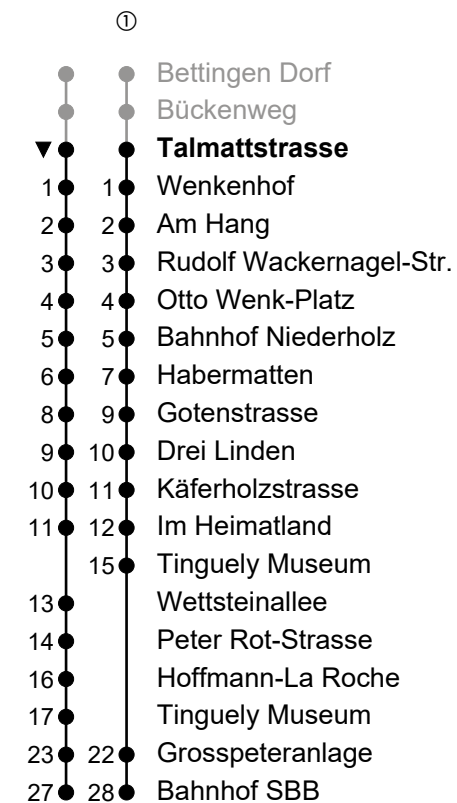 ①
Bettingen Dorf
Bückenweg
▼ Talmattstrasse
1 1 Wenkenhof
2 2 Am Hang
3 3 Rudolf Wackernagel-Str.
4 4 Otto Wenk-Platz
5 5 Bahnhof Niederholz
6 7 Habermatten
8 9 Gotenstrasse
9 10 Drei Linden
10 11 Käferholzstrasse
11 12 Im Heimatland
15 Tinguely Museum
13 Wettsteinallee
14 Peter Rot-Strasse
16 Hoffmann-La Roche
17 Tinguely Museum
23 22 Grosspeteranlage
27 28 Bahnhof SBB